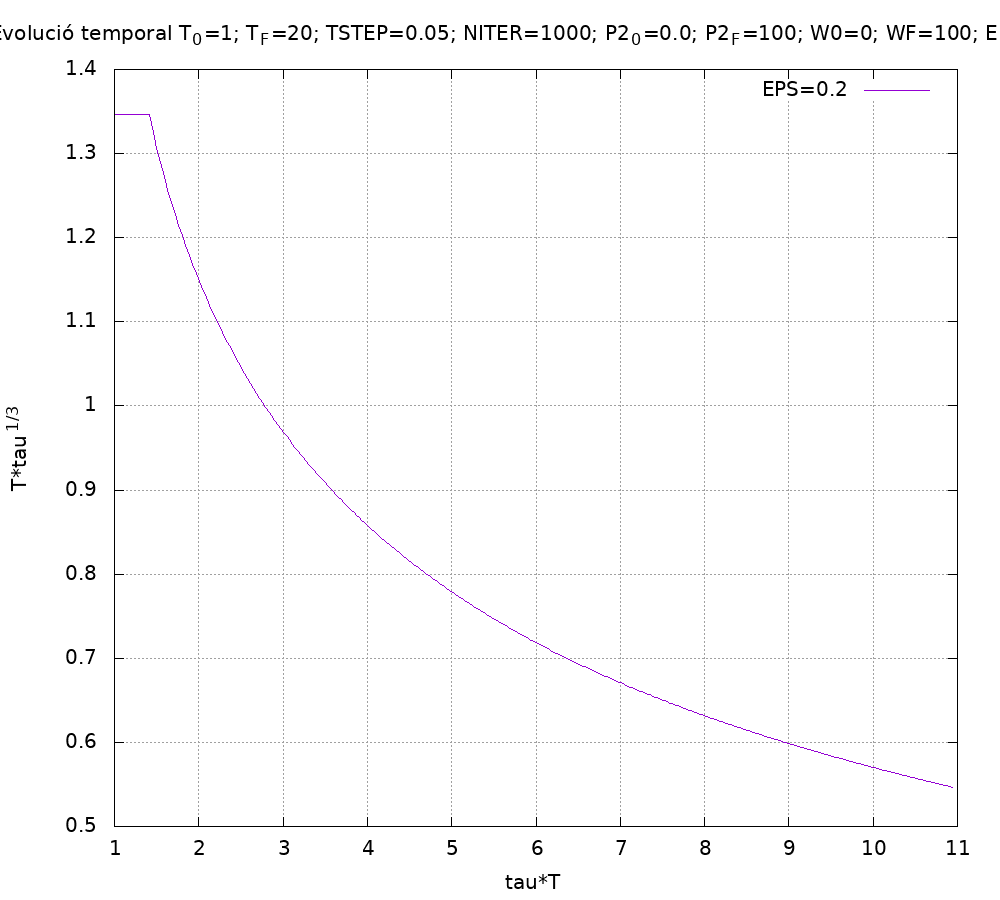 Evolució temporal T0=1; TF=20; TSTEP=0.05; NITER=1000; P20=0.0; P2F=100; W0=0; WF=100; E
EPS=0.2
1.4
1.3
1.2
1.1
1
0.9
0.8
0.7
0.6
0.5
T*tau1/3
1 2 3 4 5 6 7 8 9 10 11
tau*T